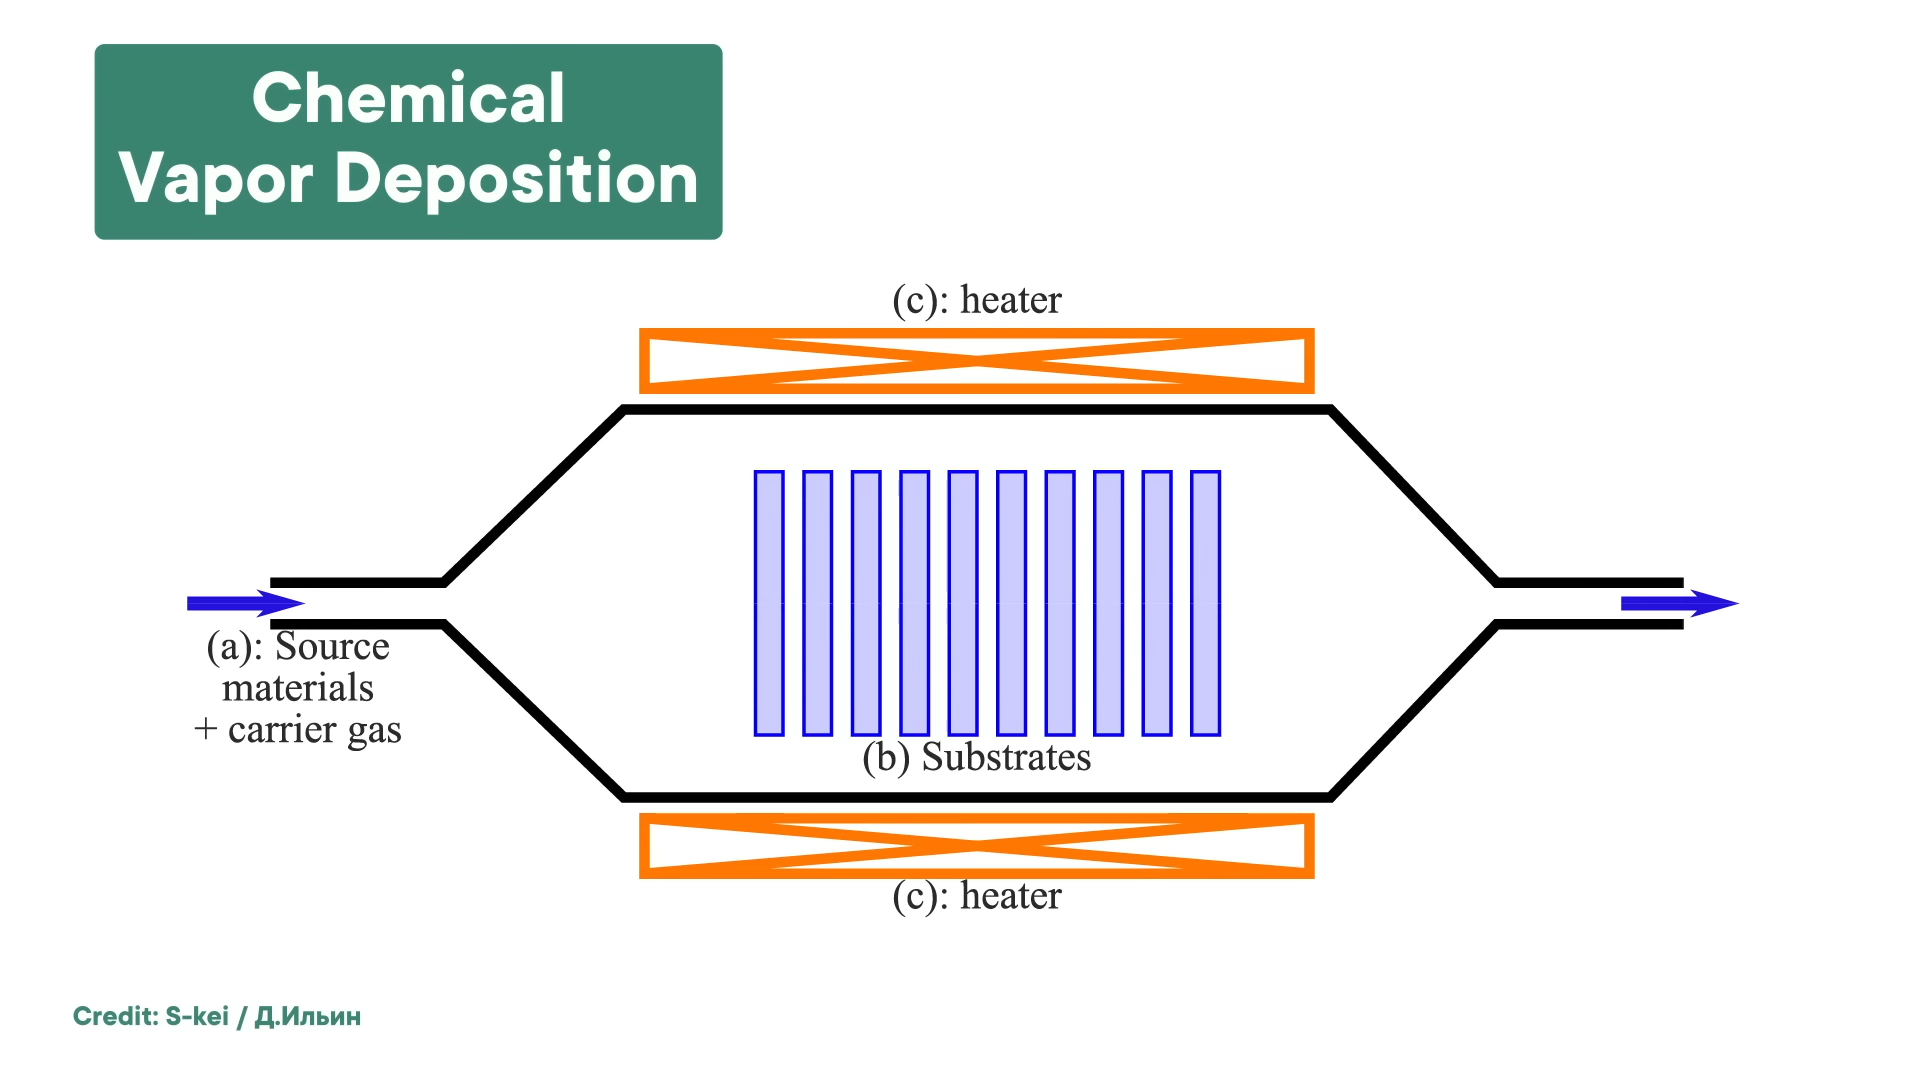 Chemical
Vapor Deposition
(c): heater
(a): Source
materials
+ carrier gas
(b) Substrates
(c): heater
Credit: S-kei / Д.Ильин